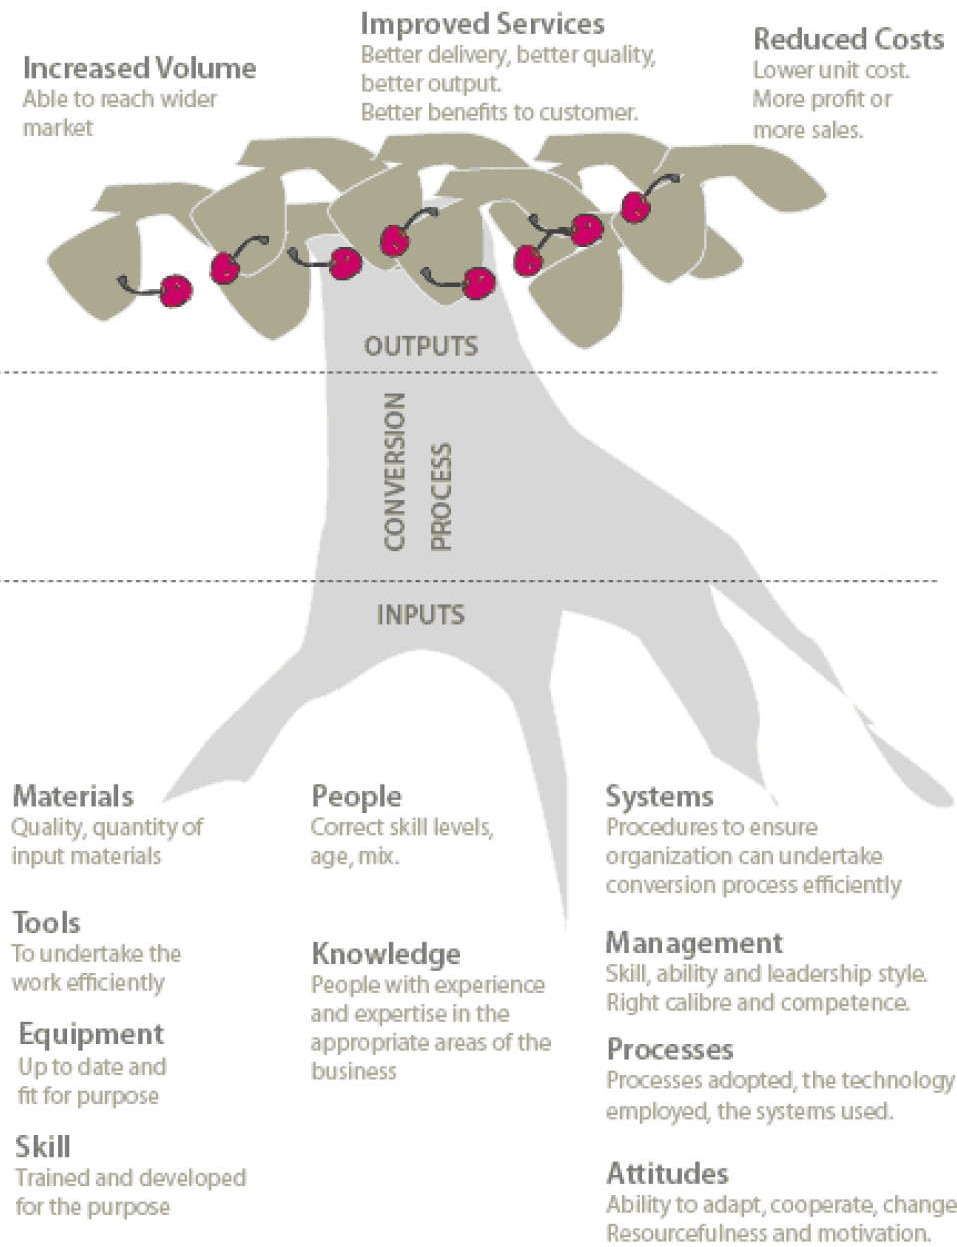 Increased Volume
Able to reach wider
market
Improved Services
Better delivery, better quality,
better output.
Better benefits to customer.
Reduced Costs
Lower unit cost.
More profit or
more sales.
OUTPUTS
CONVERSION
PROCESS
INPUTS
Materials
Quality, quantity of
input materials
Tools
To undertake the
work efficiently
Equipment
Up to date and
fit for purpose
Skill
Trained and developed
for the purpose
People
Correct skill levels,
age, mix.
Knowledge
People with experience
and expertise in the
appropriate areas of the
business
Systems
Procedures to ensure
organization can undertake
conversion process efficiently
Management
Skill, ability and leadership style.
Right calibre and competence.
Processes
Processes adopted, the technology
employed, the systems used.
Attitudes
Ability to adapt, cooperate, change
Resourcefulness and motivation.